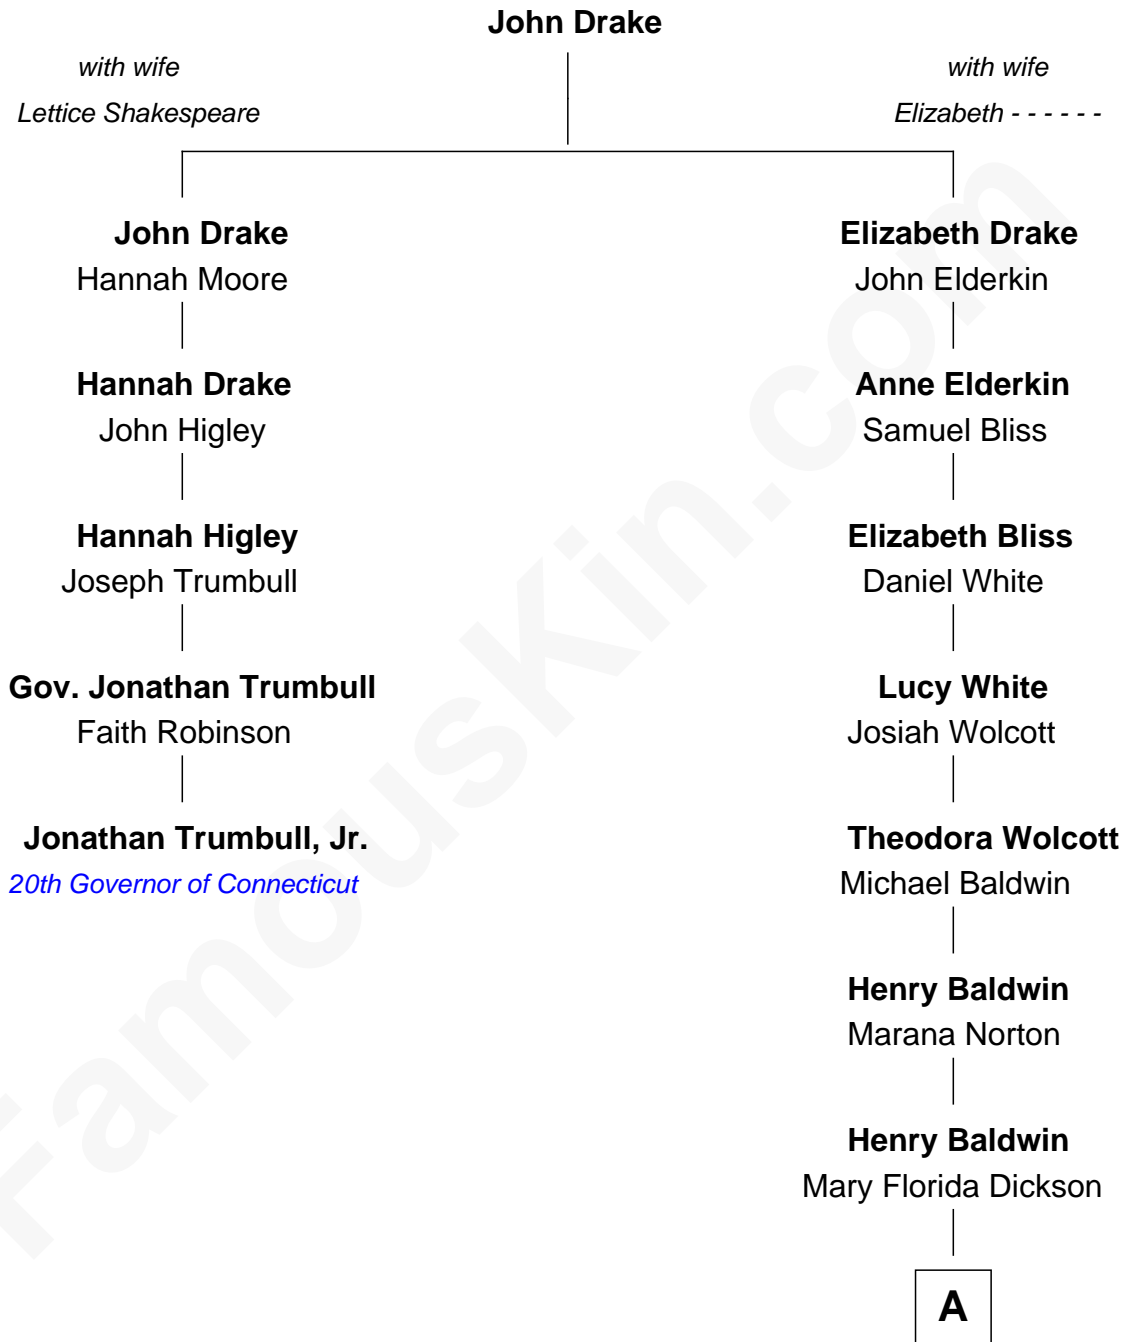 John Drake
with wife
Lettice Shakespeare
with wife
Elizabeth - - - - - -
John Drake
Hannah Moore
Hannah Drake
John Higley
Hannah Higley
Joseph Trumbull
Gov. Jonathan Trumbull
Faith Robinson
Jonathan Trumbull, Jr.
20th Governor of Connecticut
Elizabeth Drake
John Elderkin
Anne Elderkin
Samuel Bliss
Elizabeth Bliss
Daniel White
Lucy White
Josiah Wolcott
Theodora Wolcott
Michael Baldwin
Henry Baldwin
Marana Norton
Henry Baldwin
Mary Florida Dickson
A
FamousKin.com